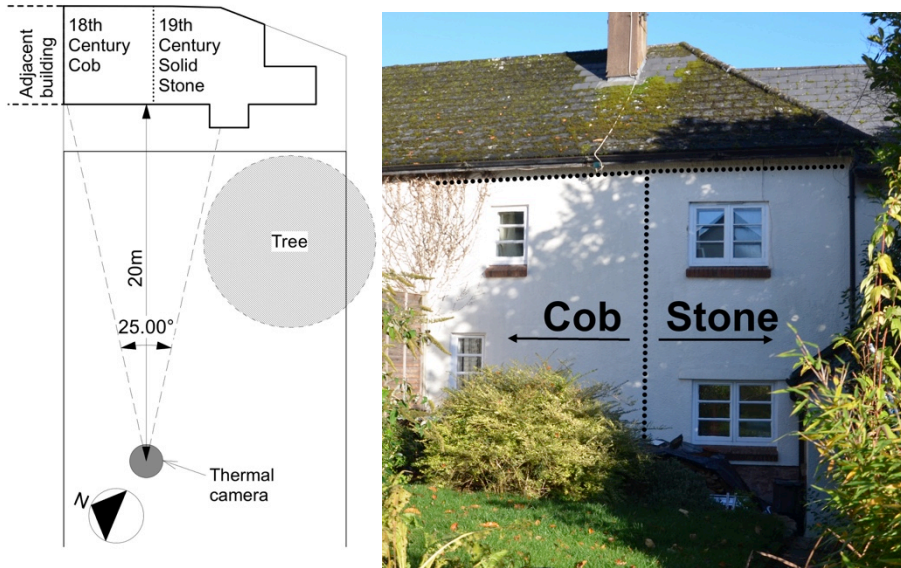 Adjacent
building
18th
Century
Cob
19th
Century
Solid
Stone
20m
Tree
25.00°
Thermal
camera
N
Cob
Stone